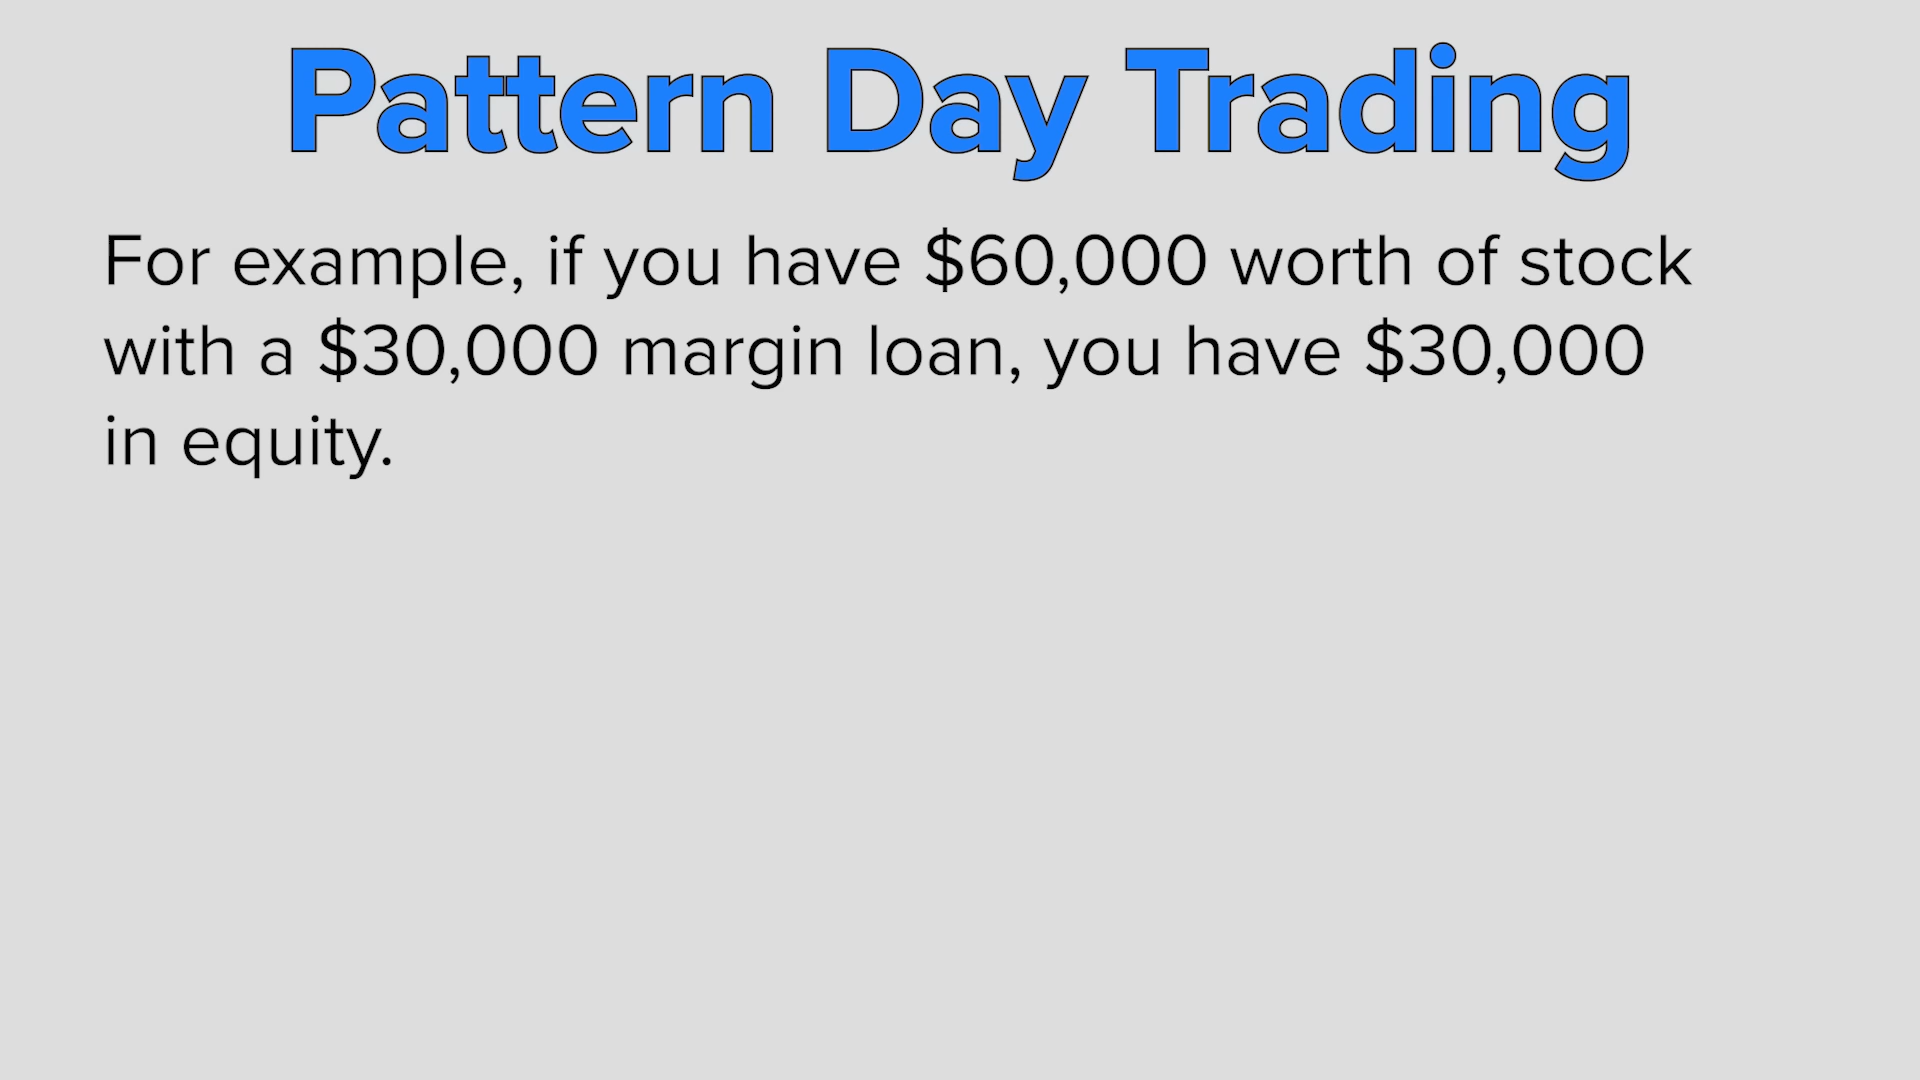 Pattern Day Trading
For example, if you have $60,000 worth of stock
with a $30,000 margin loan, you have $30,000
in equity.